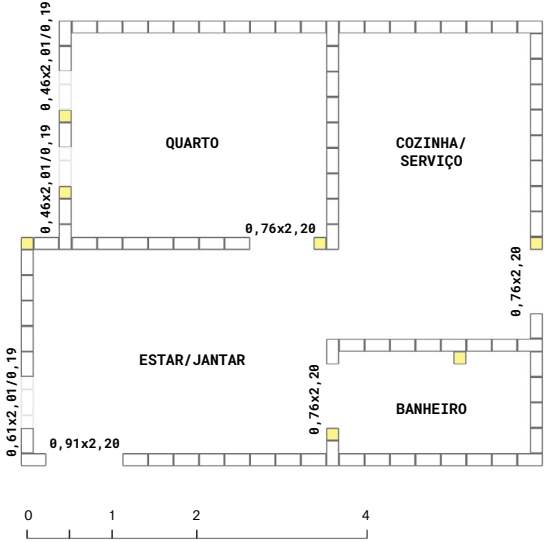 0,46x2,01/0,19
0,46x2,01/0,19
QUARTO
COZINHA/
SERVIÇO
0,76x2,20
0,76x2,20
ESTAR/JANTAR
0,61x2,01/0,19
0,76x2,20
BANHEIRO
0,91x2,20
0 1 2 4